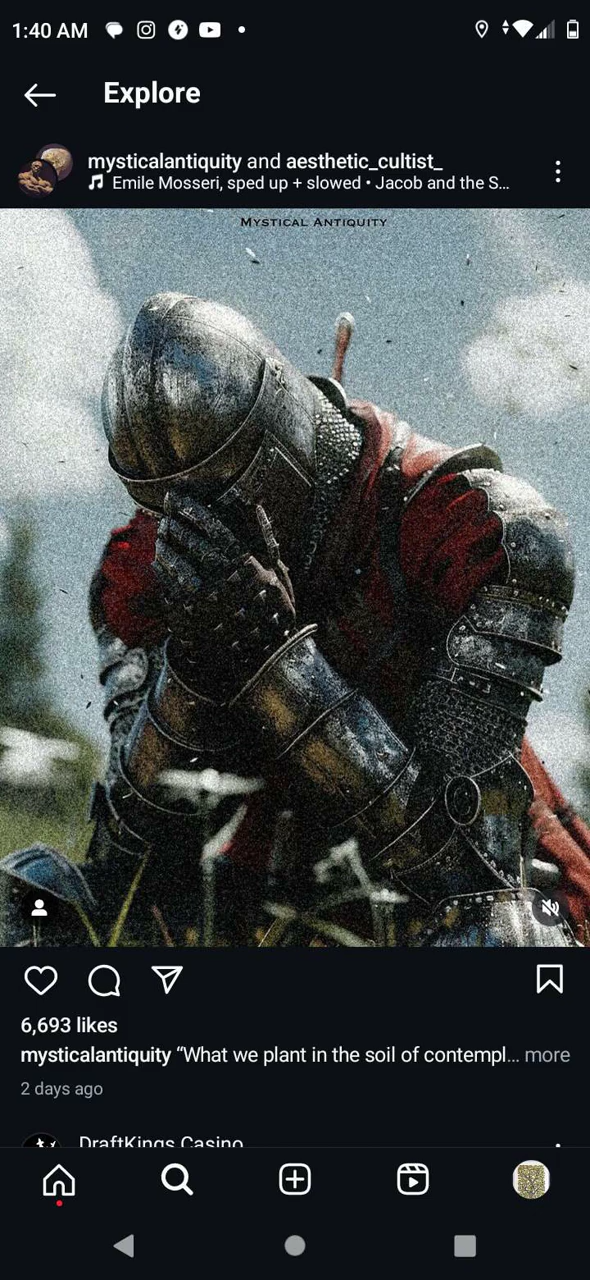 1:40 AM
Explore
mysticalantiquity and aesthetic_cultist_
Emile Mosseri, sped up + slowed • Jacob and the S...
MYSTICAL ANTIQUITY
6,693 likes
mysticalantiquity “What we plant in the soil of contempl... more
2 days ago
DraftKings Casino